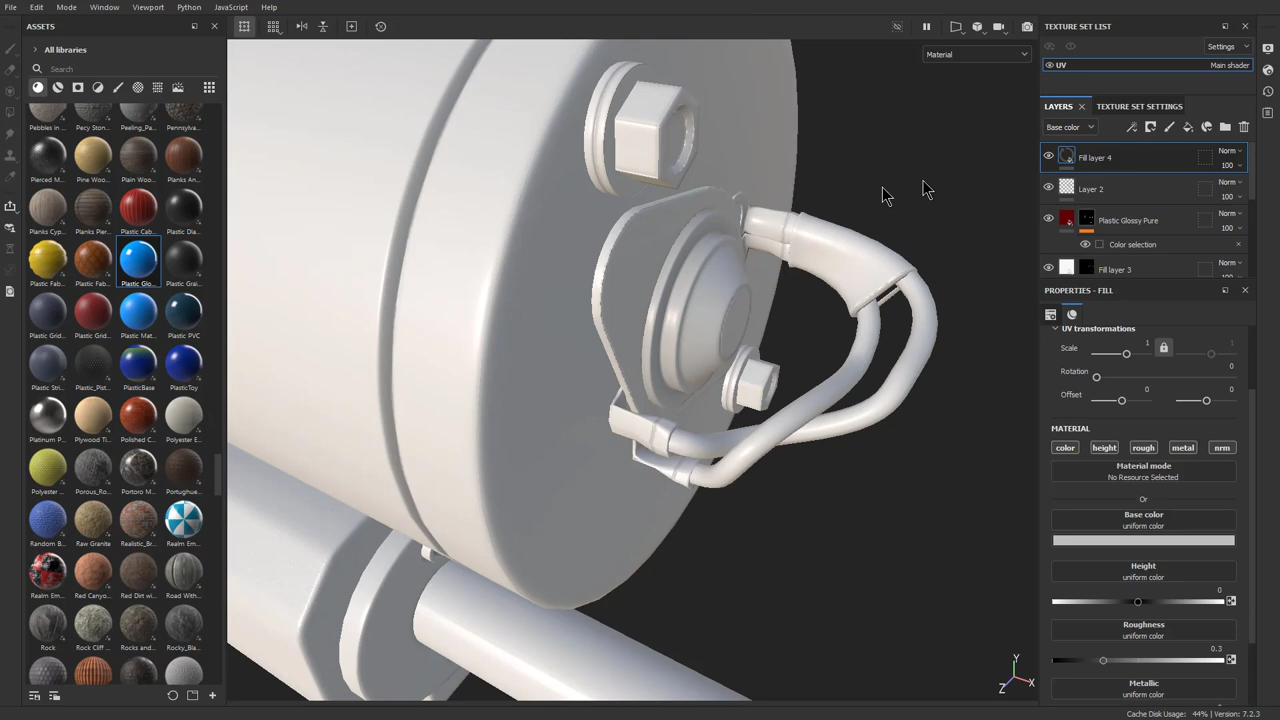 File Edit Mode Window Viewport Python JavaScript Help
ASSETS
All libraries
Search
Pebbles in ... Pecy Ston... Peeling_Pa... Pennsylva...
Pierced M... Pine Woo... Plain Woo... Planks An...
Planks Cyp... Planks Pier... Plastic Cab... Plastic Dia...
Plastic Fab... Plastic Fab... Plastic Glo... Plastic Grai...
Plastic Grid... Plastic Grid... Plastic Mat... Plastic PVC
Plastic Stri... Plastic_Pist... PlasticBase PlasticToy
Platinum P... Plywood Ti... Polished C... Polyester E...
Polyester ... Porous_Ro... Portoro M... Portughue...
Random B... Raw Granite Realistic_Br... Realm Em...
Realm Em... Red Canyo... Red Dirt wi... Road With...
Rock Rock Cliff ... Rocks and... Rocky_Bla...
Material
Y
Z X
TEXTURE SET LIST
Settings
UV Main shader
LAYERS TEXTURE SET SETTINGS
Base color
Fill layer 4 Norm
100
Layer 2 Norm
100
Plastic Glossy Pure Norm
100
Color selection
Fill layer 3 Norm
100
PROPERTIES - FILL
UV transformations
Scale 1 1
Rotation 0
Offset 0 0
MATERIAL
color height rough metal nrm
Material mode
No Resource Selected
Or
Base color
uniform color
Height
uniform color
0
Roughness
uniform color
0.3
Metallic
uniform color
Cache Disk Usage: 44% | Version: 7.2.3